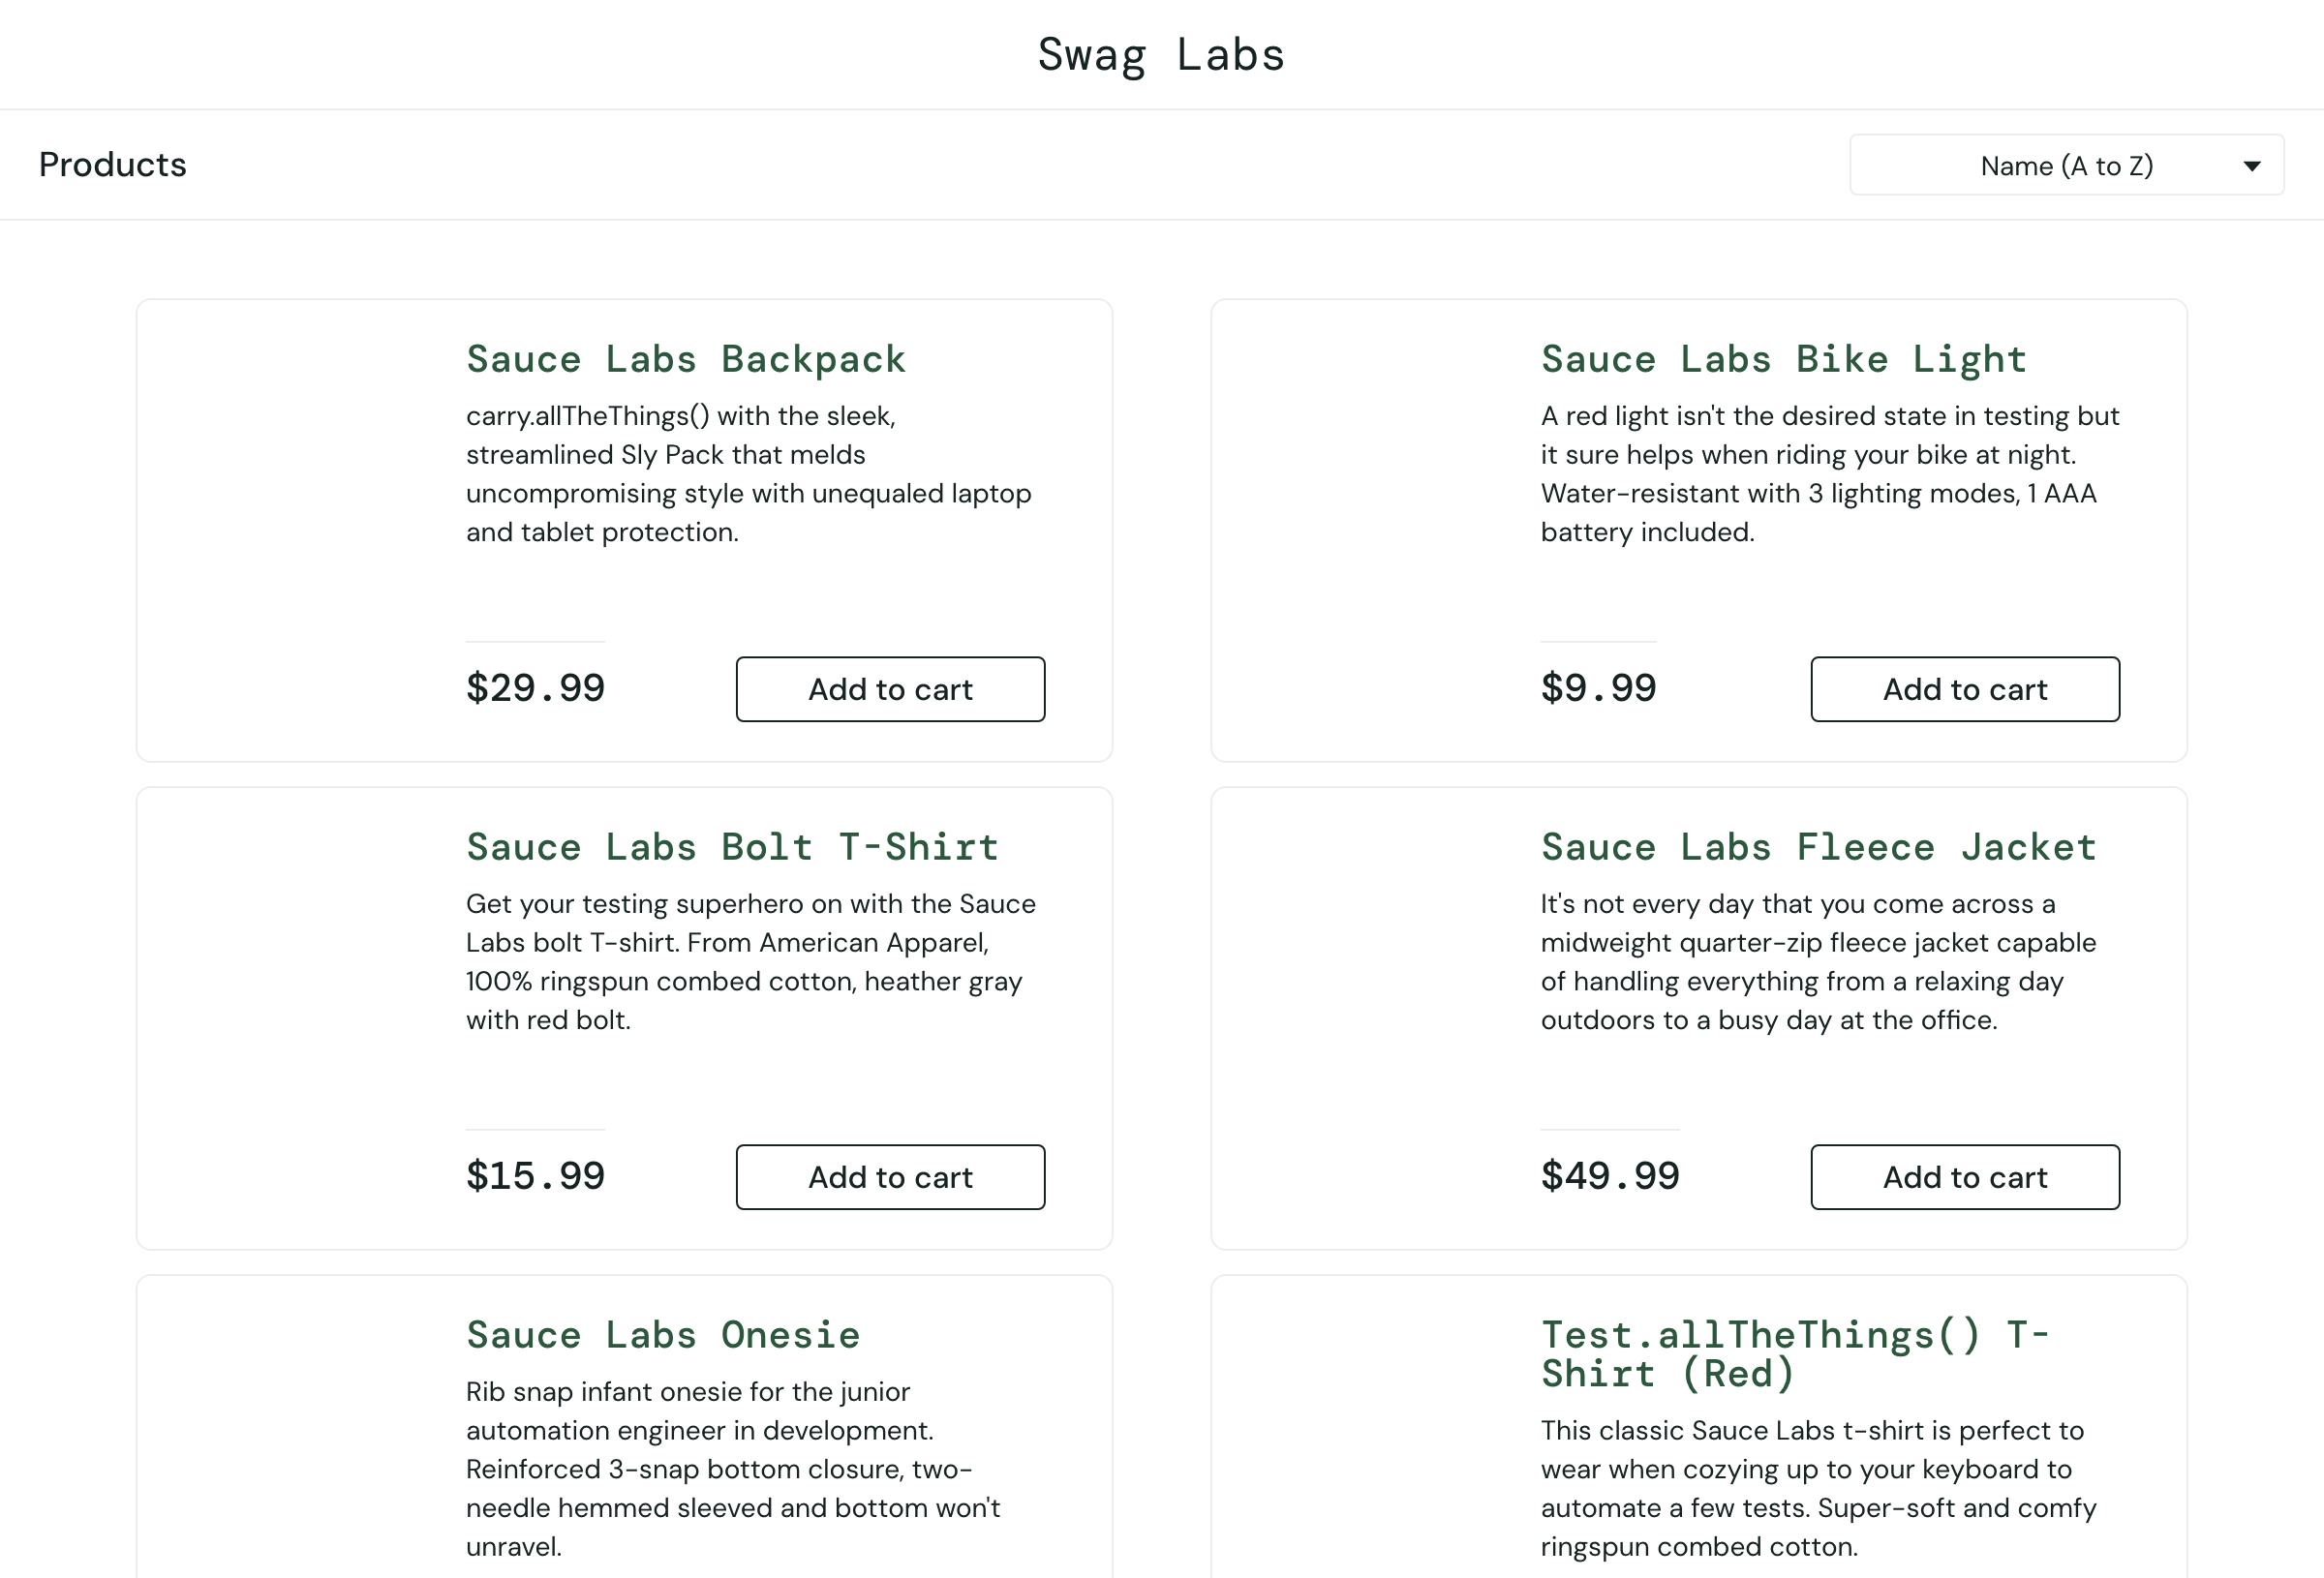 Swag Labs
Products
Name (A to Z)
Sauce Labs Backpack
carry.allTheThings() with the sleek,
streamlined Sly Pack that melds
uncompromising style with unequaled laptop
and tablet protection.
$29.99
Add to cart
Sauce Labs Bike Light
A red light isn't the desired state in testing but
it sure helps when riding your bike at night.
Water-resistant with 3 lighting modes, 1 AAA
battery included.
$9.99
Add to cart
Sauce Labs Bolt T-Shirt
Get your testing superhero on with the Sauce
Labs bolt T-shirt. From American Apparel,
100% ringspun combed cotton, heather gray
with red bolt.
$15.99
Add to cart
Sauce Labs Fleece Jacket
It's not every day that you come across a
midweight quarter-zip fleece jacket capable
of handling everything from a relaxing day
outdoors to a busy day at the office.
$49.99
Add to cart
Sauce Labs Onesie
Rib snap infant onesie for the junior
automation engineer in development.
Reinforced 3-snap bottom closure, two-
needle hemmed sleeved and bottom won't
unravel.
Test.allTheThings() T-
Shirt (Red)
This classic Sauce Labs t-shirt is perfect to
wear when cozying up to your keyboard to
automate a few tests. Super-soft and comfy
ringspun combed cotton.